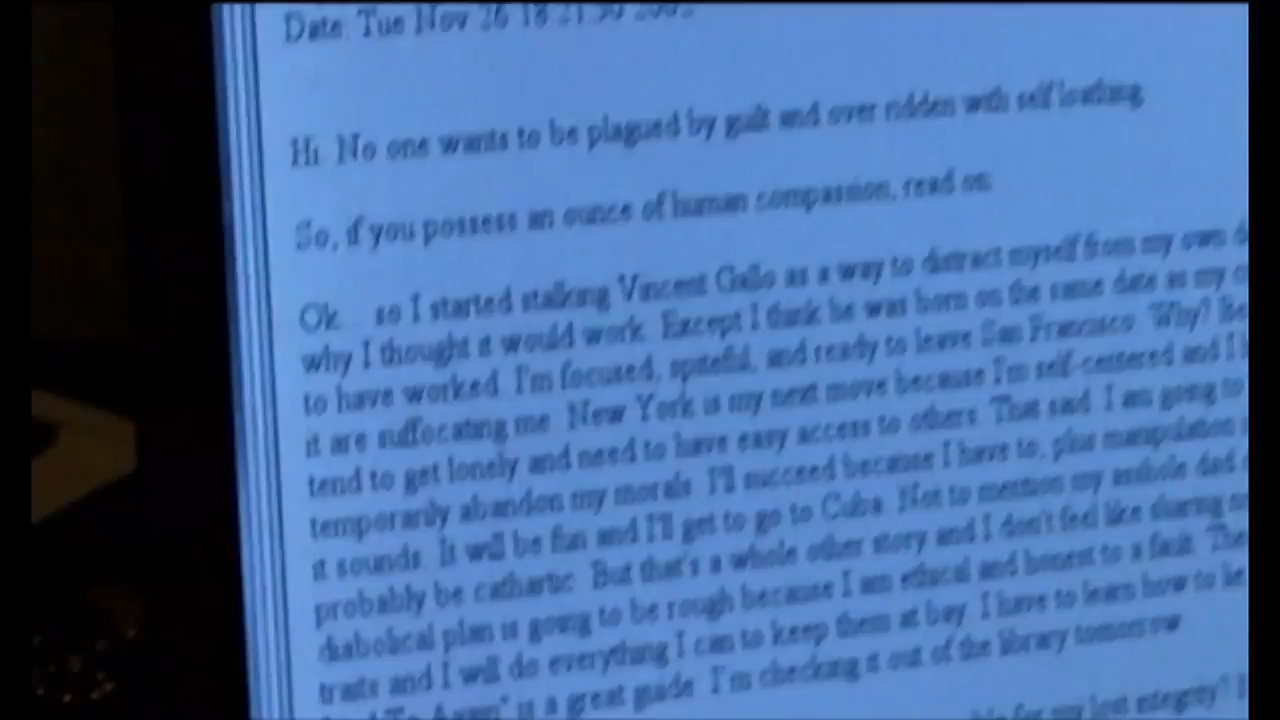 Date: Tue Nov 26 18 21
Hi. No one wants to be plagued by guilt and over ridden with self loathing.
So, if you possess an ounce of human compassion, read on.
Ok... so I started stalking Vincent Gallo as a way to distract myself from my own
why I thought it would work. Except I think he was born on the same date as my
to have worked. I'm focused, spiteful, and ready to leave San Francisco. Why?
it are suffocating me. New York is my next move because I'm self-centered and I
tend to get lonely and need to have easy access to others. That said, I am going to
temporarily abandon my morals. I'll succeed because I have to, plus manipulation
it sounds. It will be fun and I'll get to go to Cuba. Not to mention my asshole dad
probably be cathartic. But that's a whole other story and I don't feel like sharing
diabolical plan is going to be rough because I am ethical and honest to a fault.
traits and I will do everything I can to keep them at bay. I have to learn how to lie
is a great guide. I'm checking it out of the library tomorrow
for my lost integrity? I